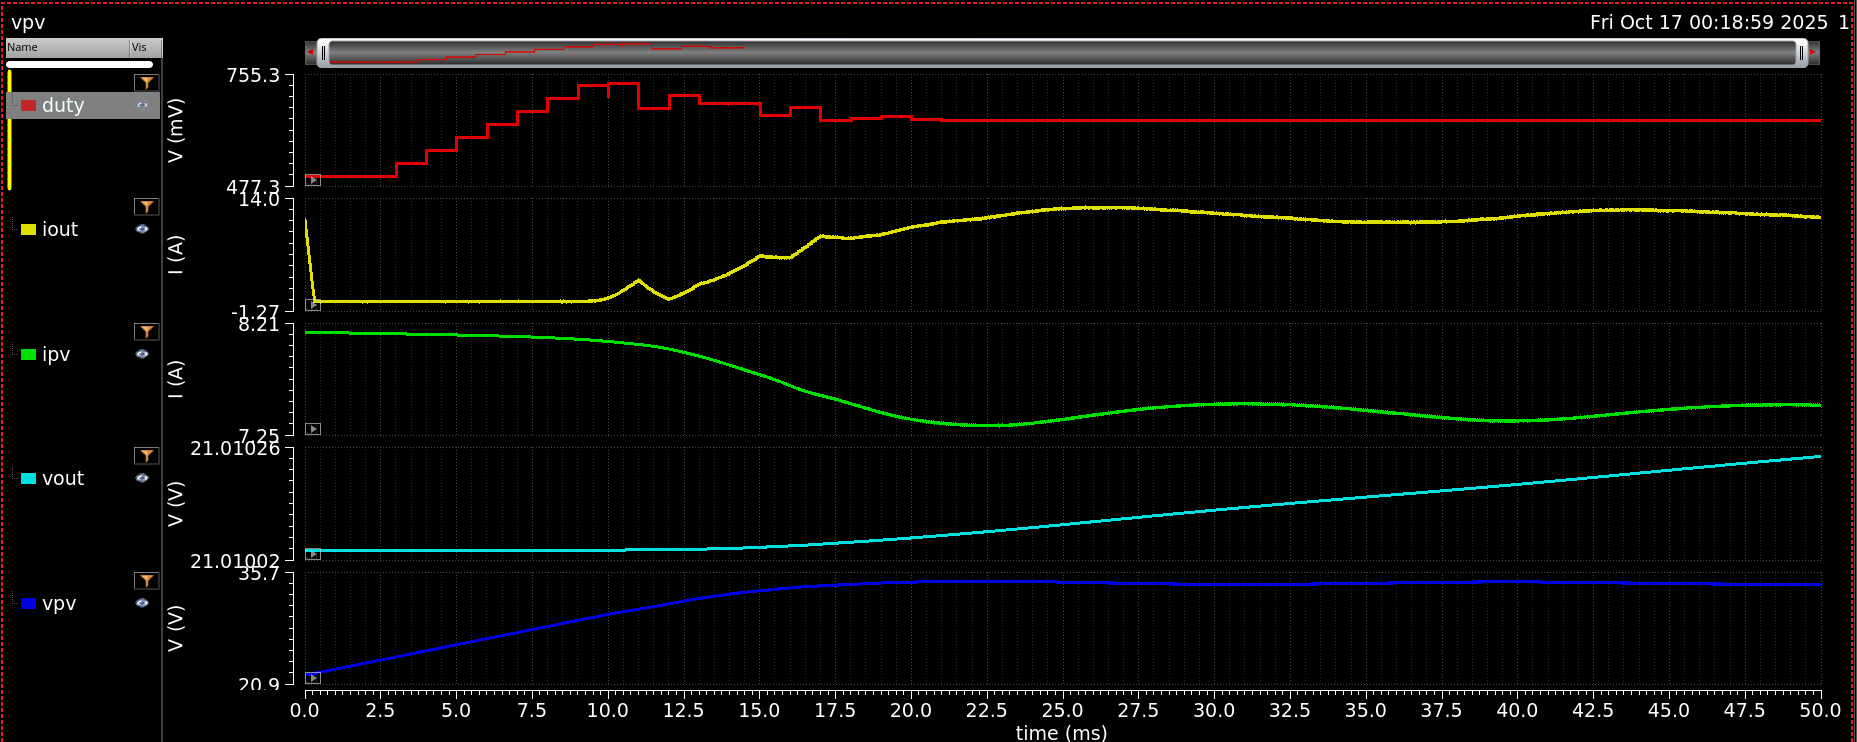 vpv
Fri Oct 17 00:18:59 2025 1
Name Vis
duty
iout
ipv
vout
vpv
755.3
V (mV)
477.3
14.0
I (A)
-1.27
8.21
I (A)
7.25
21.01026
V (V)
21.01002
35.7
V (V)
20.9
0.0 2.5 5.0 7.5 10.0 12.5 15.0 17.5 20.0 22.5 25.0 27.5 30.0 32.5 35.0 37.5 40.0 42.5 45.0 47.5 50.0
time (ms)